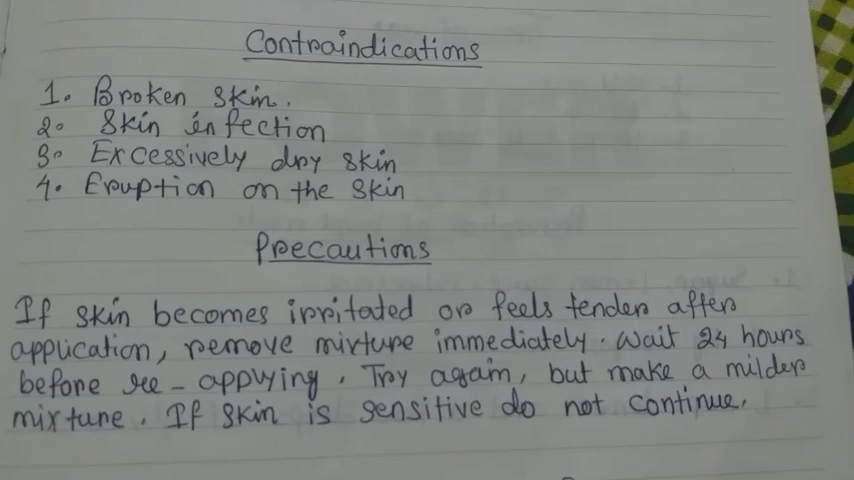 Contraindications
1. Broken skin.
2. Skin infection
3. Excessively dry skin
4. Eruption on the skin
Precautions
If skin becomes irritated or feels tender after
application, remove mixture immediately. Wait 24 hours
before re-applying. Try again, but make a milder
mixture. If skin is sensitive do not continue.